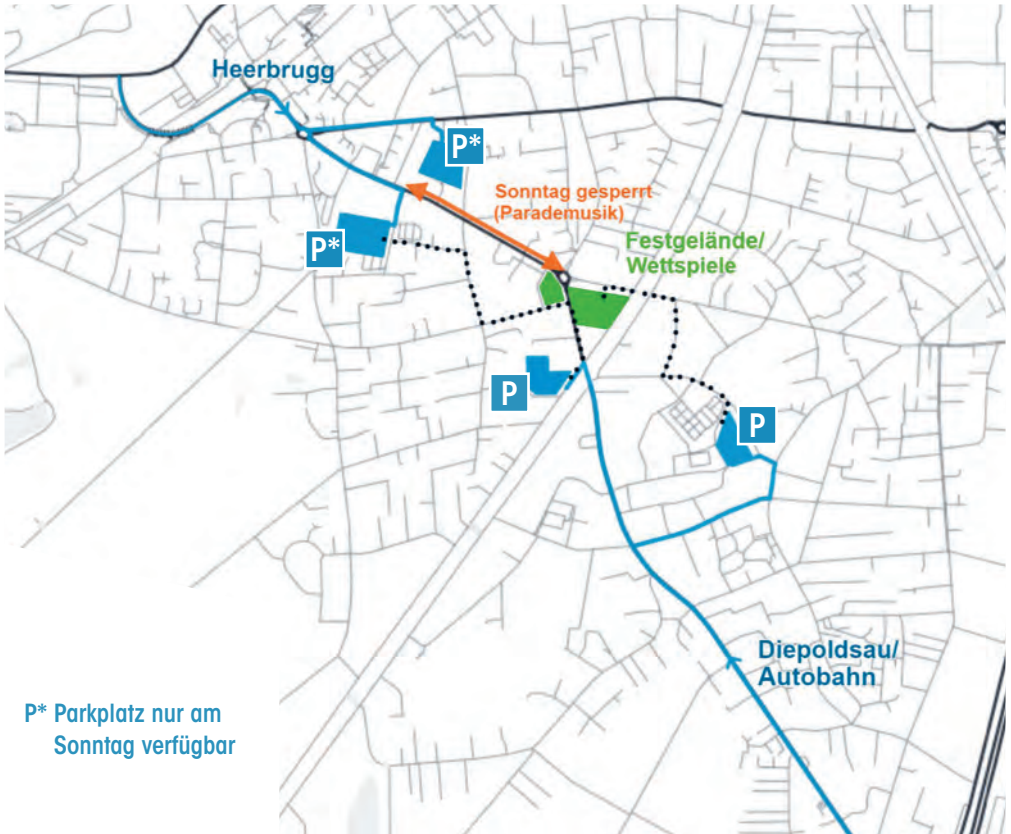 Heerbrugg
P*
Sonntag gesperrt
(Parademusik)
P*
Festgelände/
Wettspiele
P
P
Diepoldsau/
Autobahn
P* Parkplatz nur am
Sonntag verfügbar